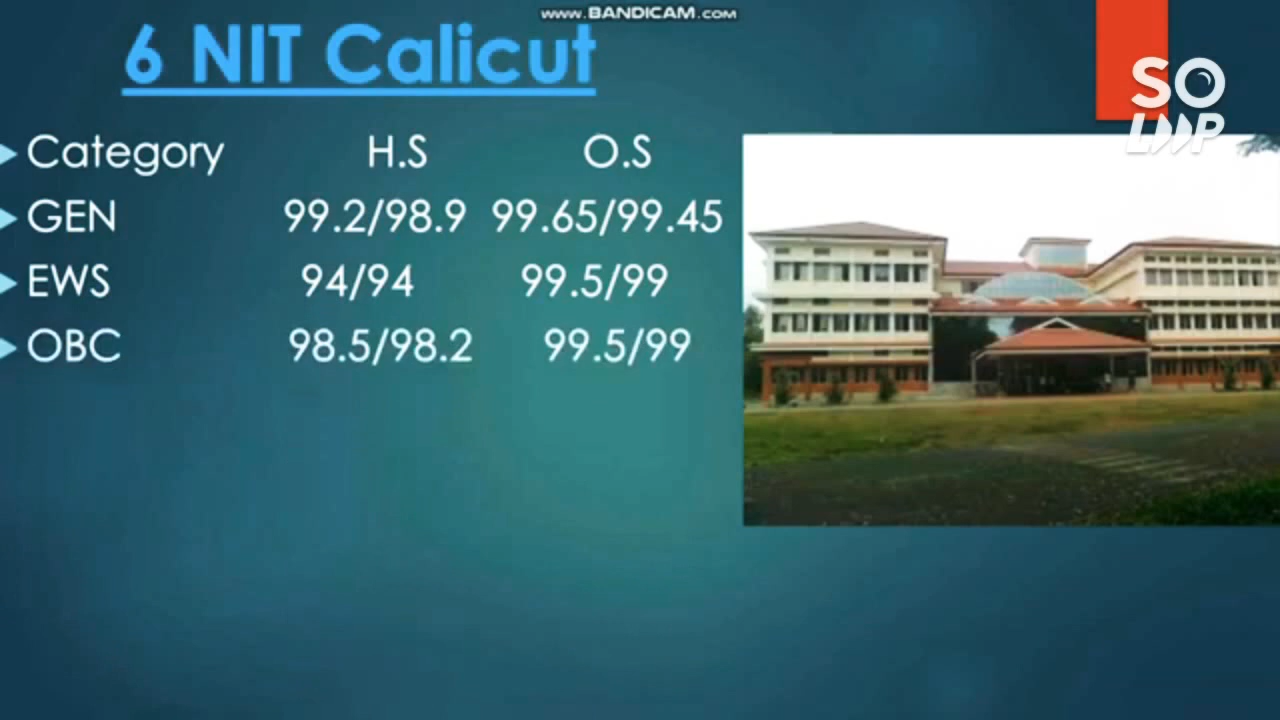 www.BANDICAM.com
6 NIT Calicut
SO
LOOP
Category H.S O.S
GEN 99.2/98.9 99.65/99.45
EWS 94/94 99.5/99
OBC 98.5/98.2 99.5/99